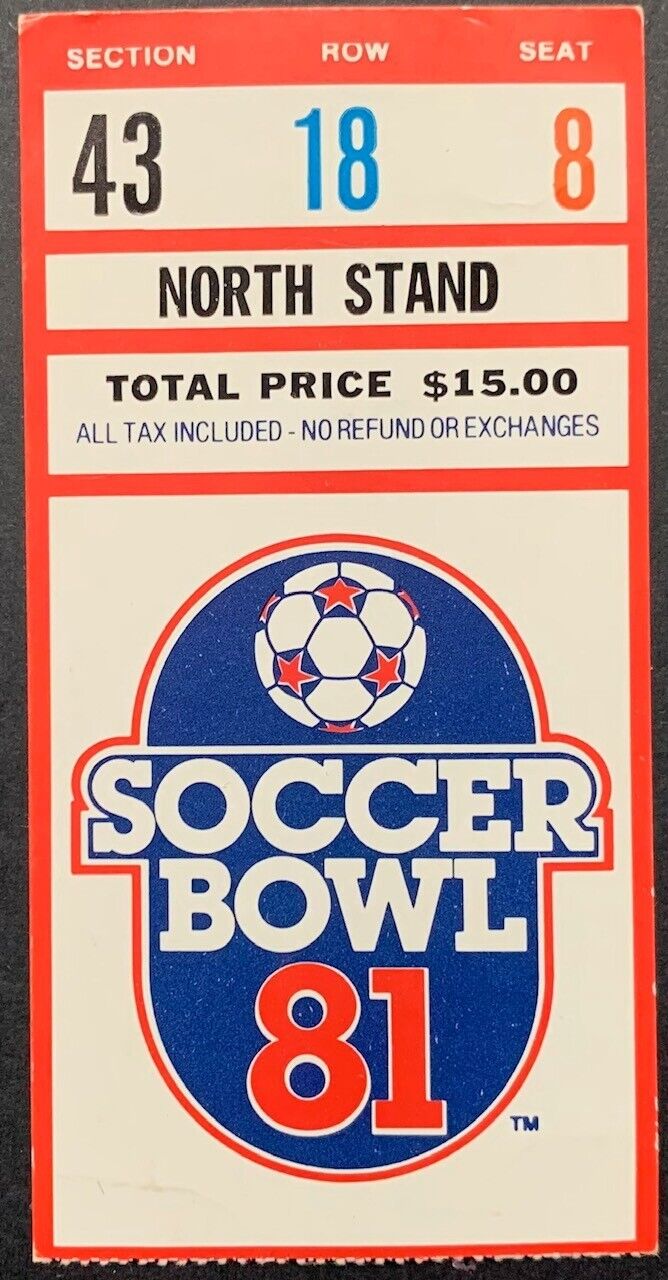 SECTION ROW SEAT
43 18 8
NORTH STAND
TOTAL PRICE $15.00
ALL TAX INCLUDED - NO REFUND OR EXCHANGES
SOCCER
BOWL
81
TM